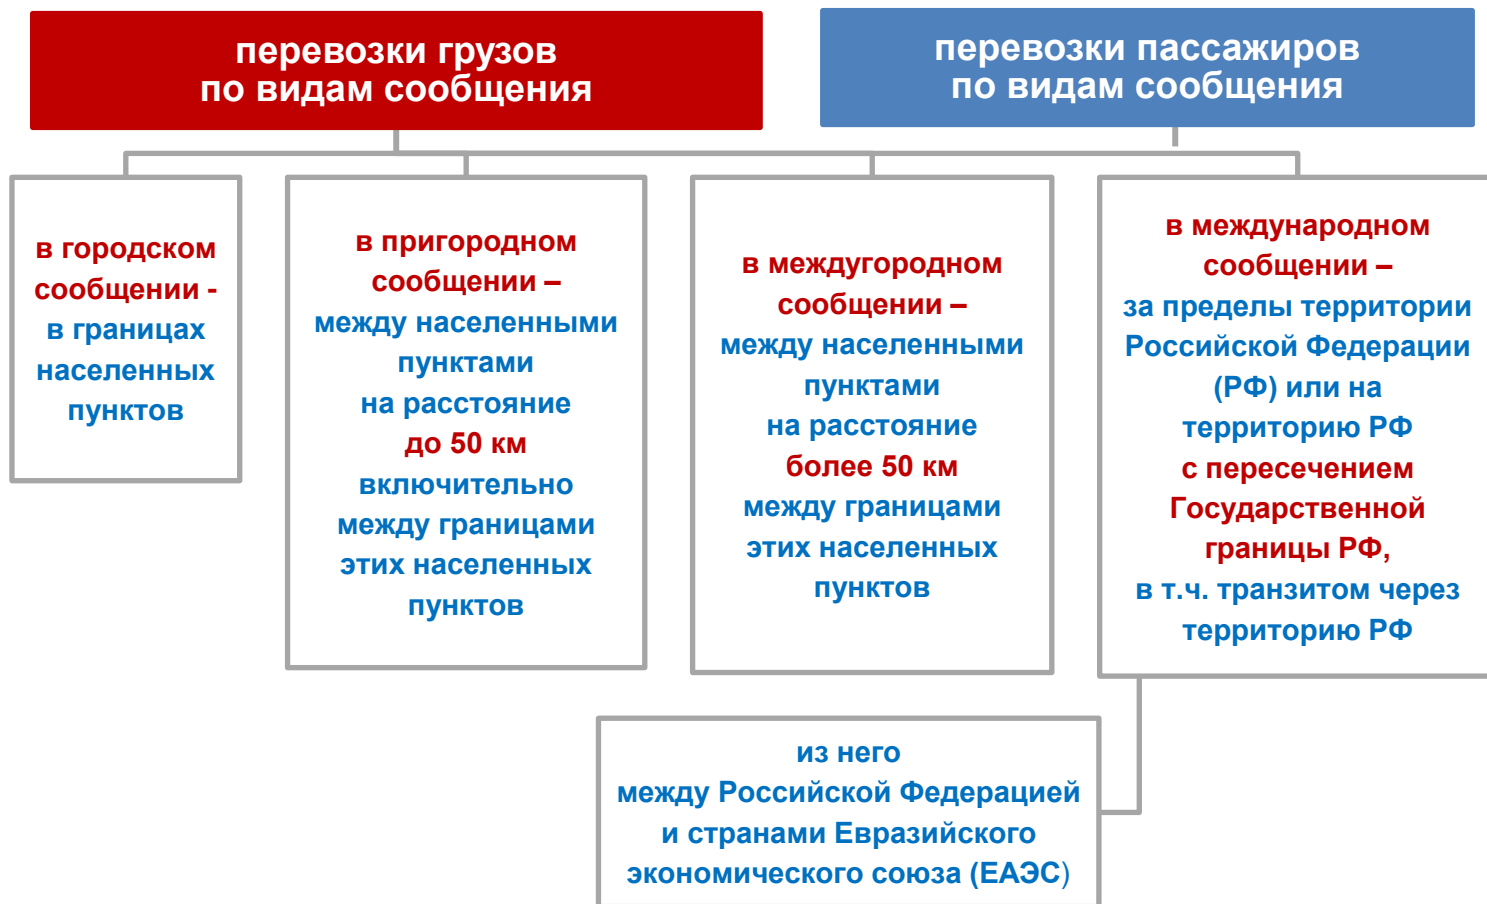 перевозки грузов
по видам сообщения
перевозки пассажиров
по видам сообщения
в городском
сообщении -
в границах
населенных
пунктов
в пригородном
сообщении –
между населенными
пунктами
на расстояние
до 50 км
включительно
между границами
этих населенных
пунктов
в междугородном
сообщении –
между населенными
пунктами
на расстояние
более 50 км
между границами
этих населенных
пунктов
в международном
сообщении –
за пределы территории
Российской Федерации
(РФ) или на
территорию РФ
с пересечением
Государственной
границы РФ,
в т.ч. транзитом через
территорию РФ
из него
между Российской Федерацией
и странами Евразийского
экономического союза (ЕАЭС)